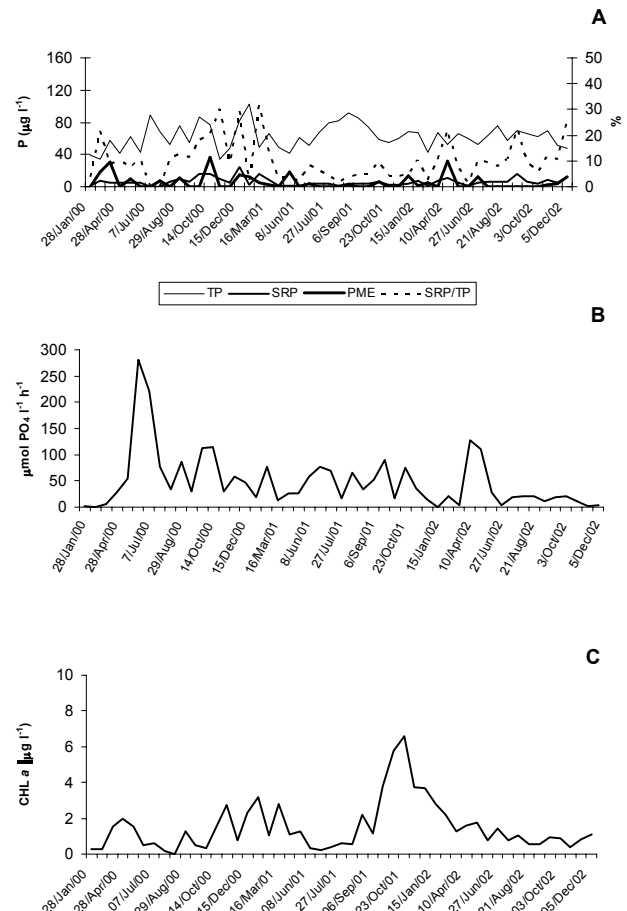 A
160
120
80
40
0
P (µg l-1)
50
40
30
20
10
0
%
28/Jan/00
28/Apr/00
7/Jul/00
29/Aug/00
14/Oct/00
15/Dec/00
16/Mar/01
8/Jun/01
27/Jul/01
6/Sep/01
23/Oct/01
15/Jan/02
10/Apr/02
27/Jun/02
21/Aug/02
3/Oct/02
5/Dec/02
TP SRP PME SRP/TP
B
300
250
200
150
100
50
0
µmol PO4 l-1 h-1
28/Jan/00
28/Apr/00
7/Jul/00
29/Aug/00
14/Oct/00
15/Dec/00
16/Mar/01
8/Jun/01
27/Jul/01
6/Sep/01
23/Oct/01
15/Jan/02
10/Apr/02
27/Jun/02
21/Aug/02
3/Oct/02
5/Dec/02
C
10
8
6
4
2
0
CHL a µg l-1)
28/Jan/00
28/Apr/00
07/Jul/00
29/Aug/00
14/Oct/00
15/Dec/00
16/Mar/01
08/Jun/01
27/Jul/01
06/Sep/01
23/Oct/01
15/Jan/02
10/Apr/02
27/Jun/02
21/Aug/02
03/Oct/02
05/Dec/02